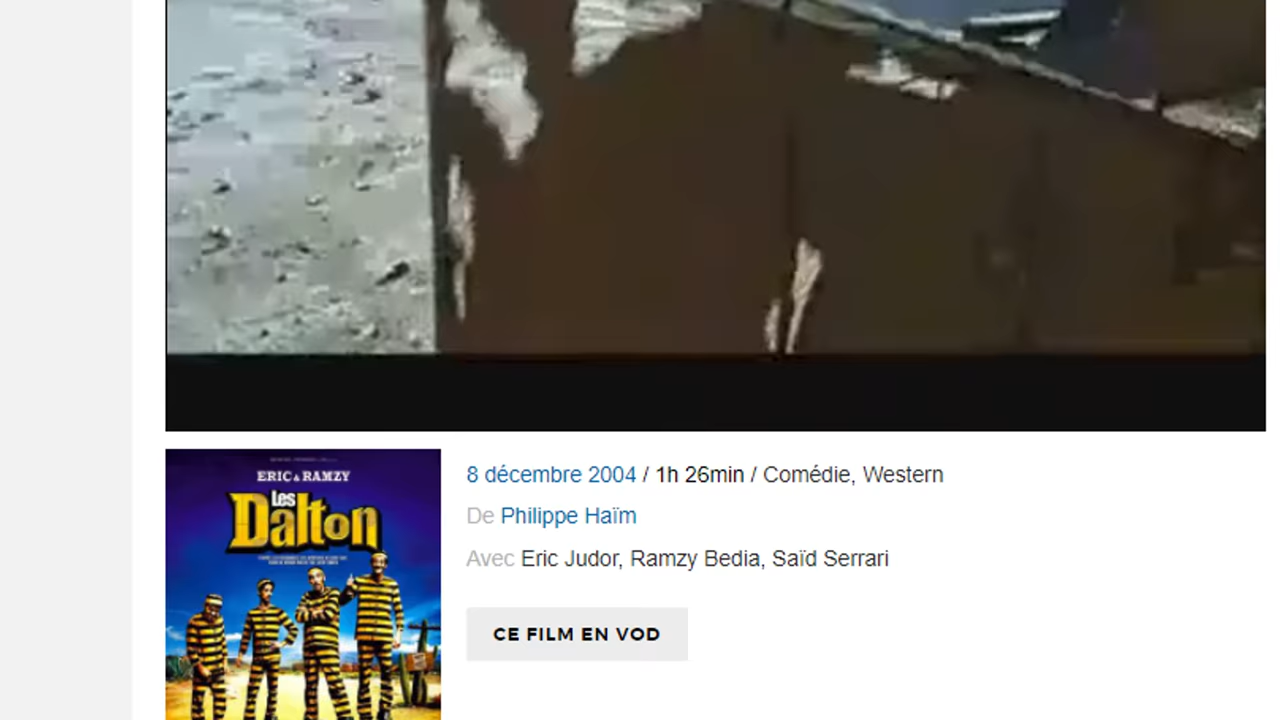 8 décembre 2004 / 1h 26min / Comédie, Western
De Philippe Haïm
Avec Eric Judor, Ramzy Bedia, Saïd Serrari
CE FILM EN VOD
ERIC & RAMZY
Les
Dalton